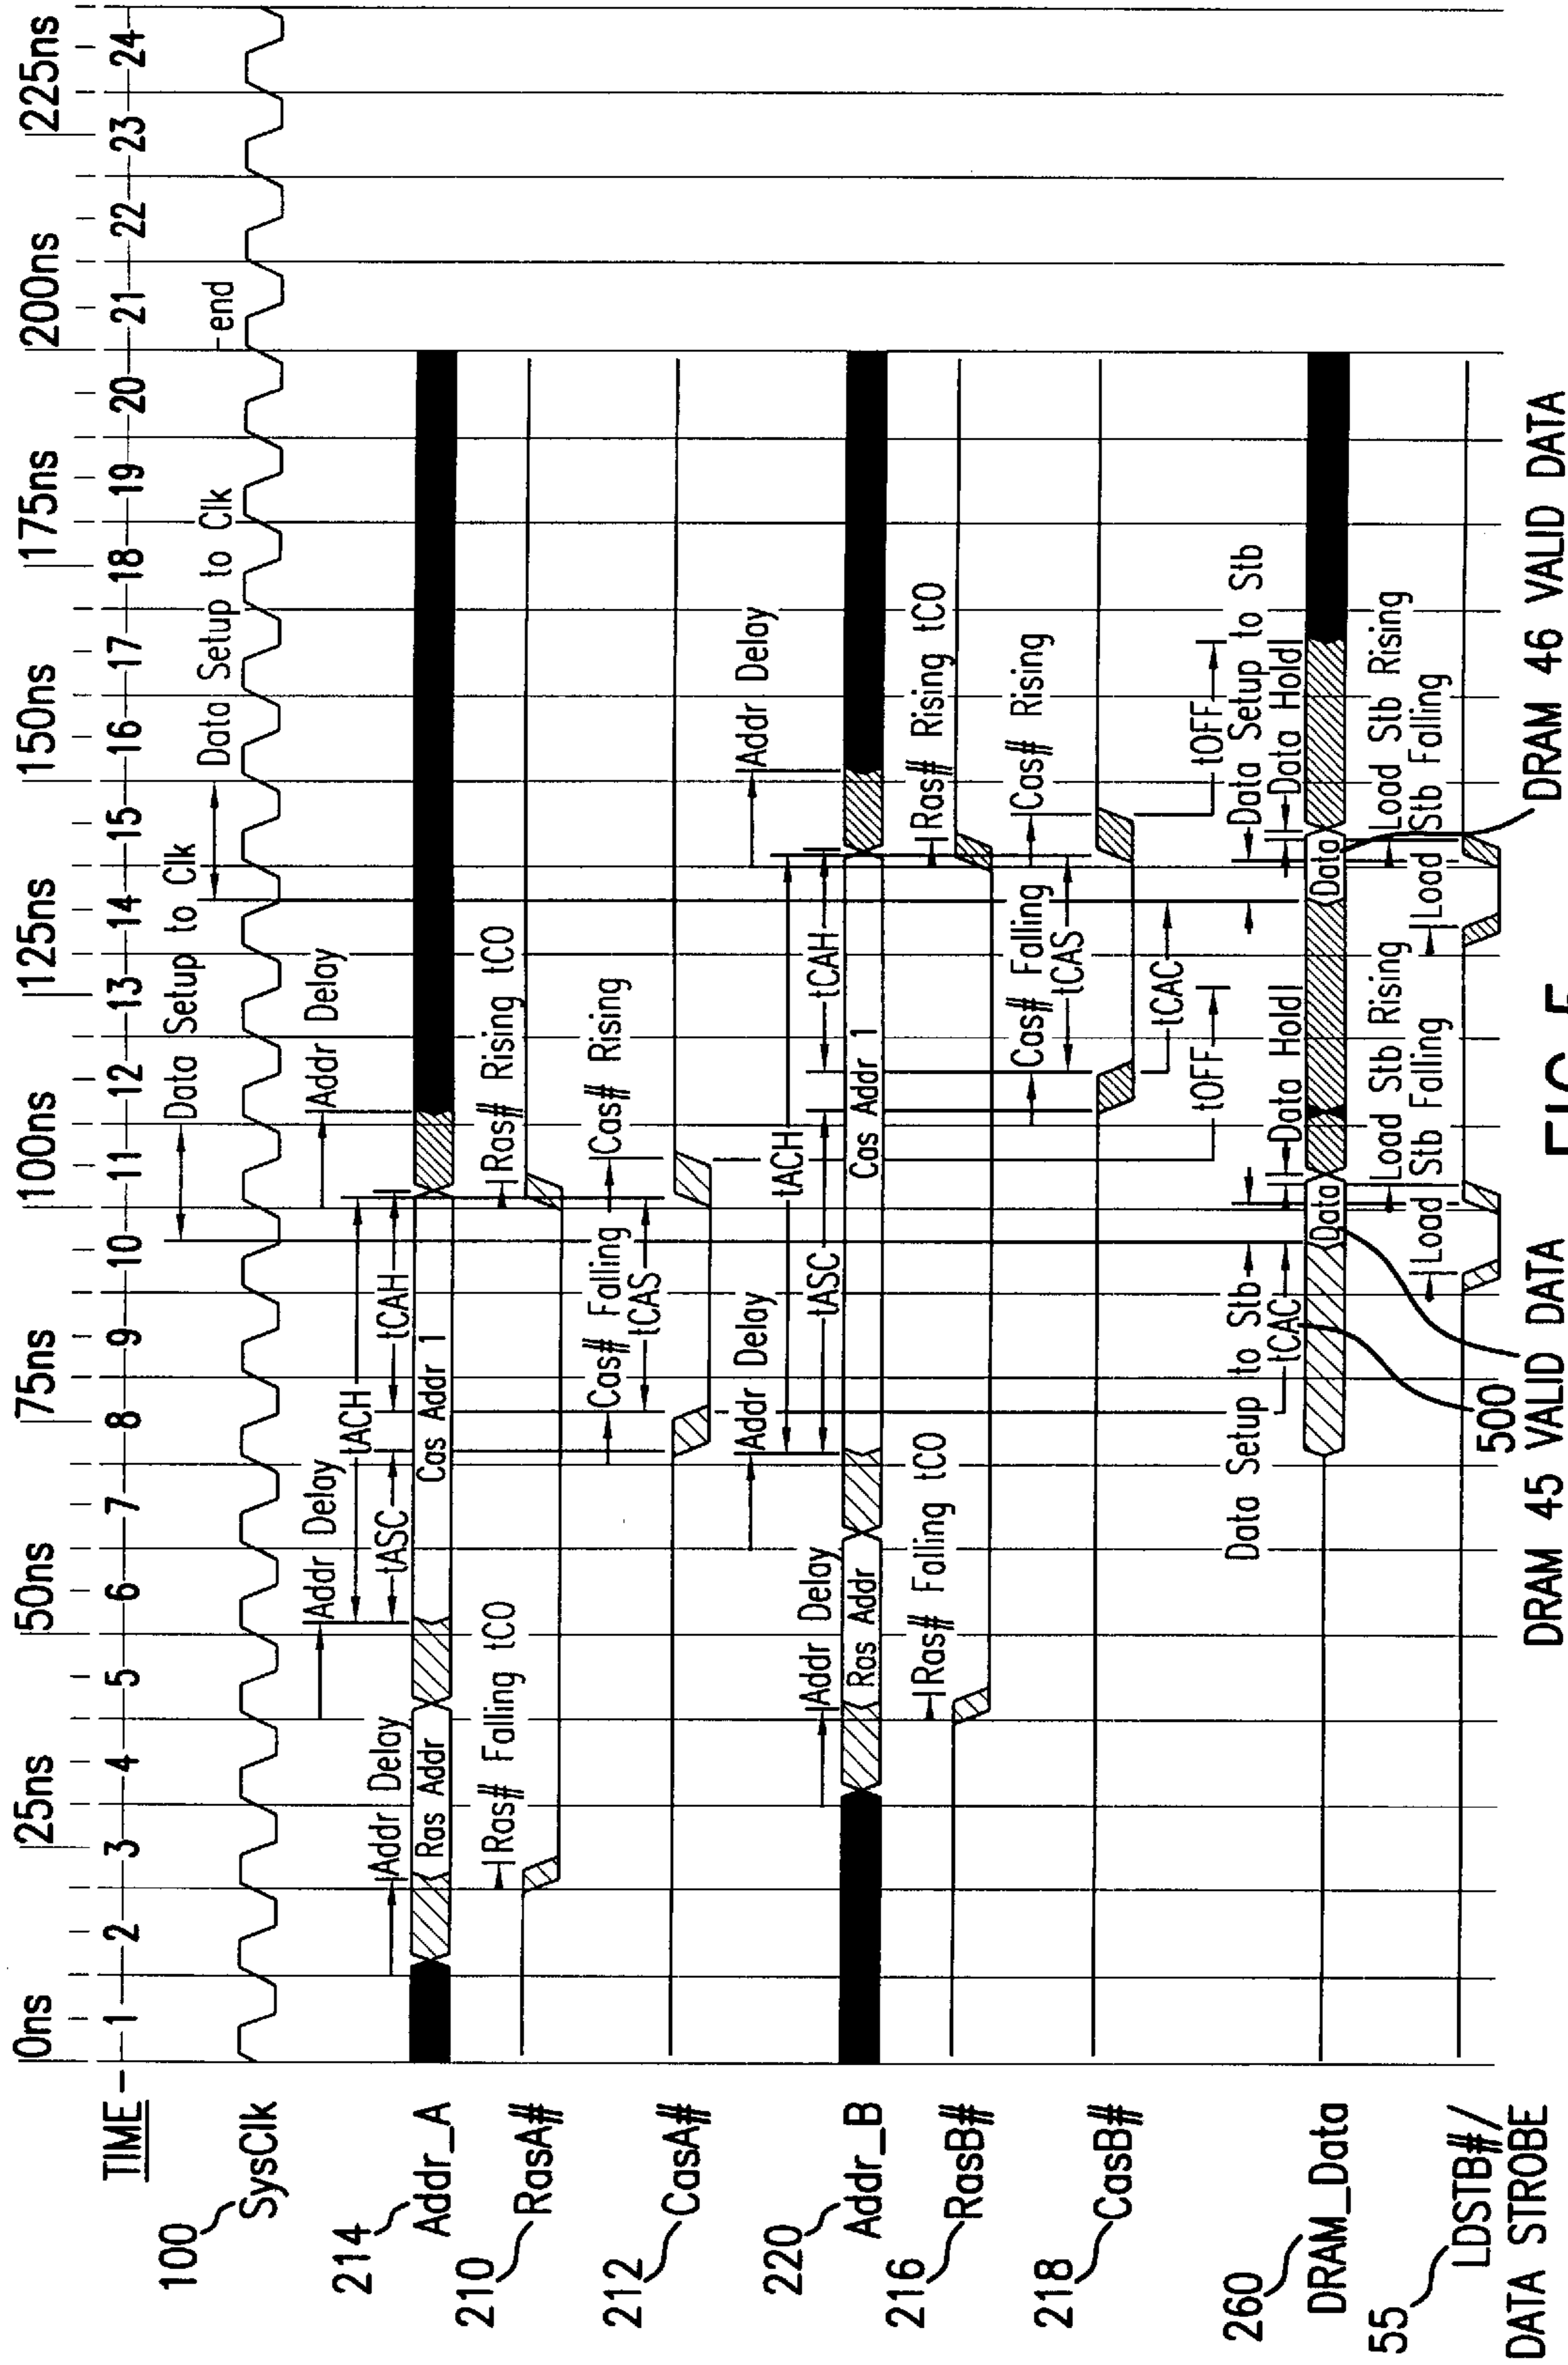 TIME
0ns 25ns 50ns 75ns 100ns 125ns 150ns 175ns 200ns 225ns
1 2 3 4 5 6 7 8 9 10 11 12 13 14 15 16 17 18 19 20 21 22 23 24
Data Setup to Clk
Data Setup to Clk
end
100
SysClk
Addr Delay
Addr Delay
Addr Delay
tACH
tASC
tCAH
214
Addr_A
Ras Addr
Cas Addr 1
Ras# Falling tCO
Ras# Rising tCO
210
RasA#
Cas# Falling
Cas# Rising
tCAS
212
CasA#
Addr Delay
Addr Delay
Addr Delay
tACH
tASC
tCAH
220
Addr_B
Ras Addr
Cas Addr 1
Ras# Falling tCO
Ras# Rising tCO
216
RasB#
Cas# Falling
Cas# Rising
tCAS
218
CasB#
tCAC
tOFF
tOFF
Data Setup to Stb
Data Setup to Stb
tCAC
Data Hold
Data Hold
260
DRAM_Data
Data
Data
Load Stb Rising
Load Stb Rising
Load Stb Falling
Load Stb Falling
55
LDSTB#/
DATA STROBE
500
DRAM 45 VALID DATA
DRAM 46 VALID DATA
FIG. 5